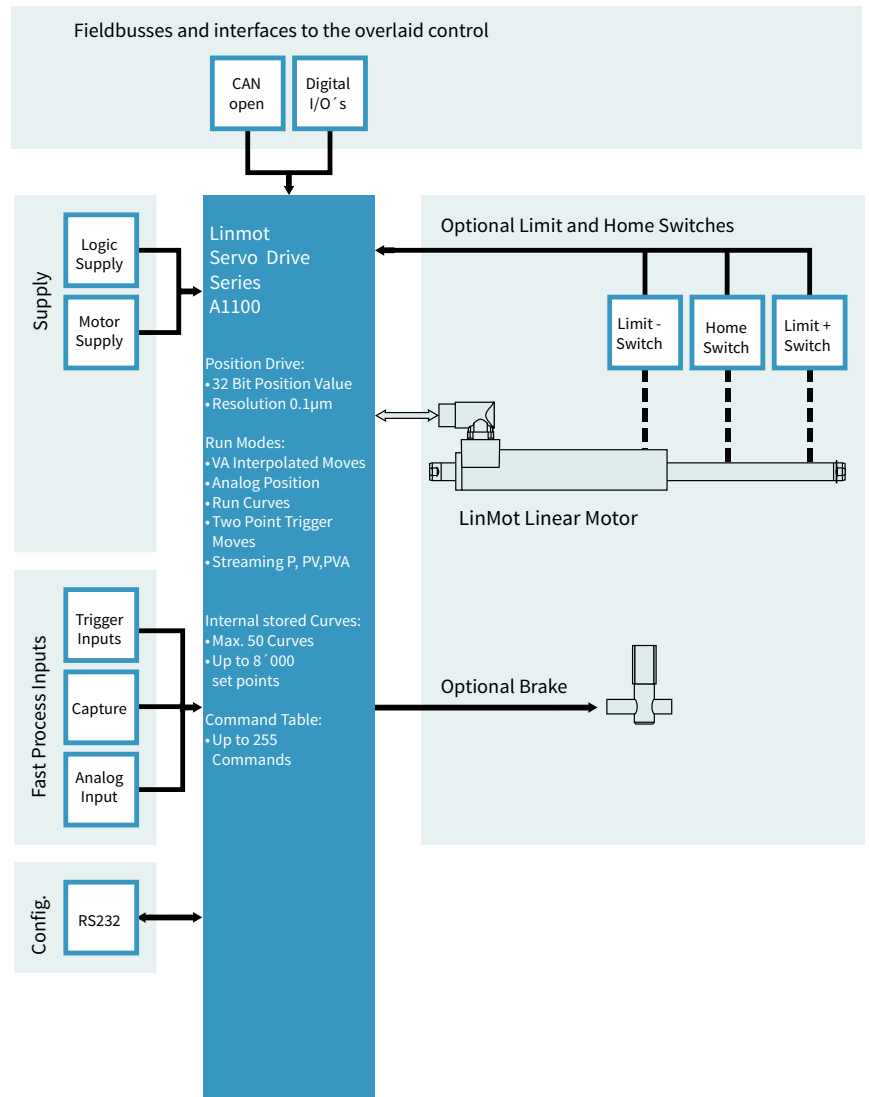 Fieldbusses and interfaces to the overlaid control
CAN
open
Digital
I/O´s
Supply
Logic
Supply
Motor
Supply
Linmot
Servo Drive
Series
A1100
Position Drive:
• 32 Bit Position Value
• Resolution 0.1µm
Run Modes:
• VA Interpolated Moves
• Analog Position
• Run Curves
• Two Point Trigger
Moves
• Streaming P, PV,PVA
Internal stored Curves:
• Max. 50 Curves
• Up to 8´000
set points
Command Table:
• Up to 255
Commands
Optional Limit and Home Switches
Limit -
Switch
Home
Switch
Limit +
Switch
LinMot Linear Motor
Optional Brake
Fast Process Inputs
Trigger
Inputs
Capture
Analog
Input
Config.
RS232